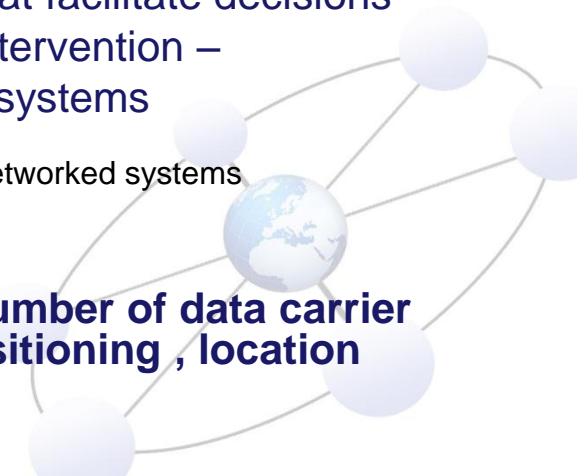 at facilitate decisions
tervention –
systems
etworked systems
umber of data carrier
sitioning , location